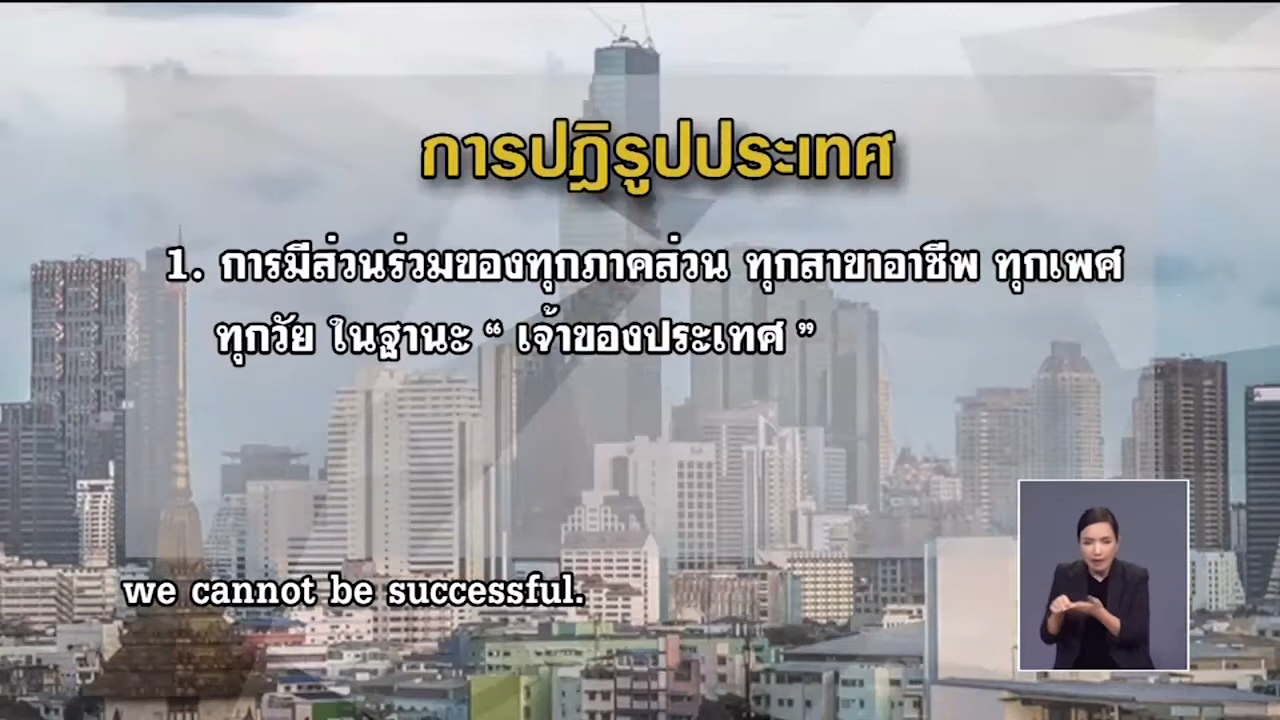 การปฏิรูปประเทศ
1. การมีส่วนร่วมของทุกภาคส่วน ทุกสาขาอาชีพ ทุกเพศ
ทุกวัย ในฐานะ “ เจ้าของประเทศ ”
we cannot be successful.